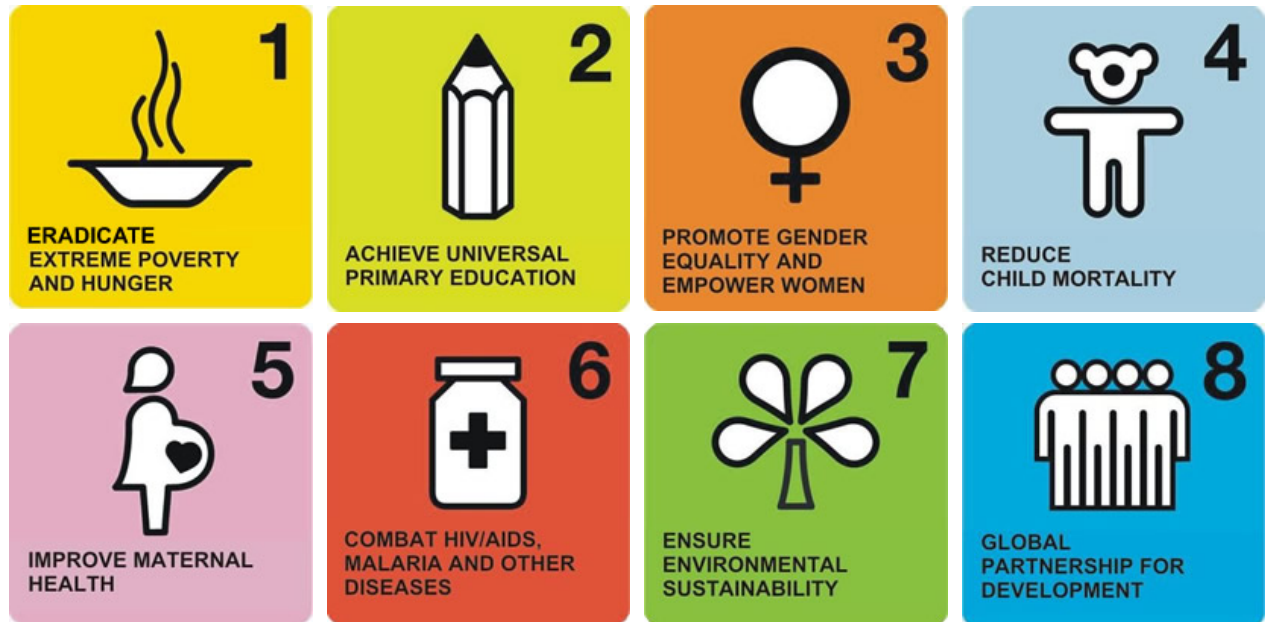 1
ERADICATE
EXTREME POVERTY
AND HUNGER
2
ACHIEVE UNIVERSAL
PRIMARY EDUCATION
3
PROMOTE GENDER
EQUALITY AND
EMPOWER WOMEN
4
REDUCE
CHILD MORTALITY
5
IMPROVE MATERNAL
HEALTH
6
COMBAT HIV/AIDS,
MALARIA AND OTHER
DISEASES
7
ENSURE
ENVIRONMENTAL
SUSTAINABILITY
8
GLOBAL
PARTNERSHIP FOR
DEVELOPMENT